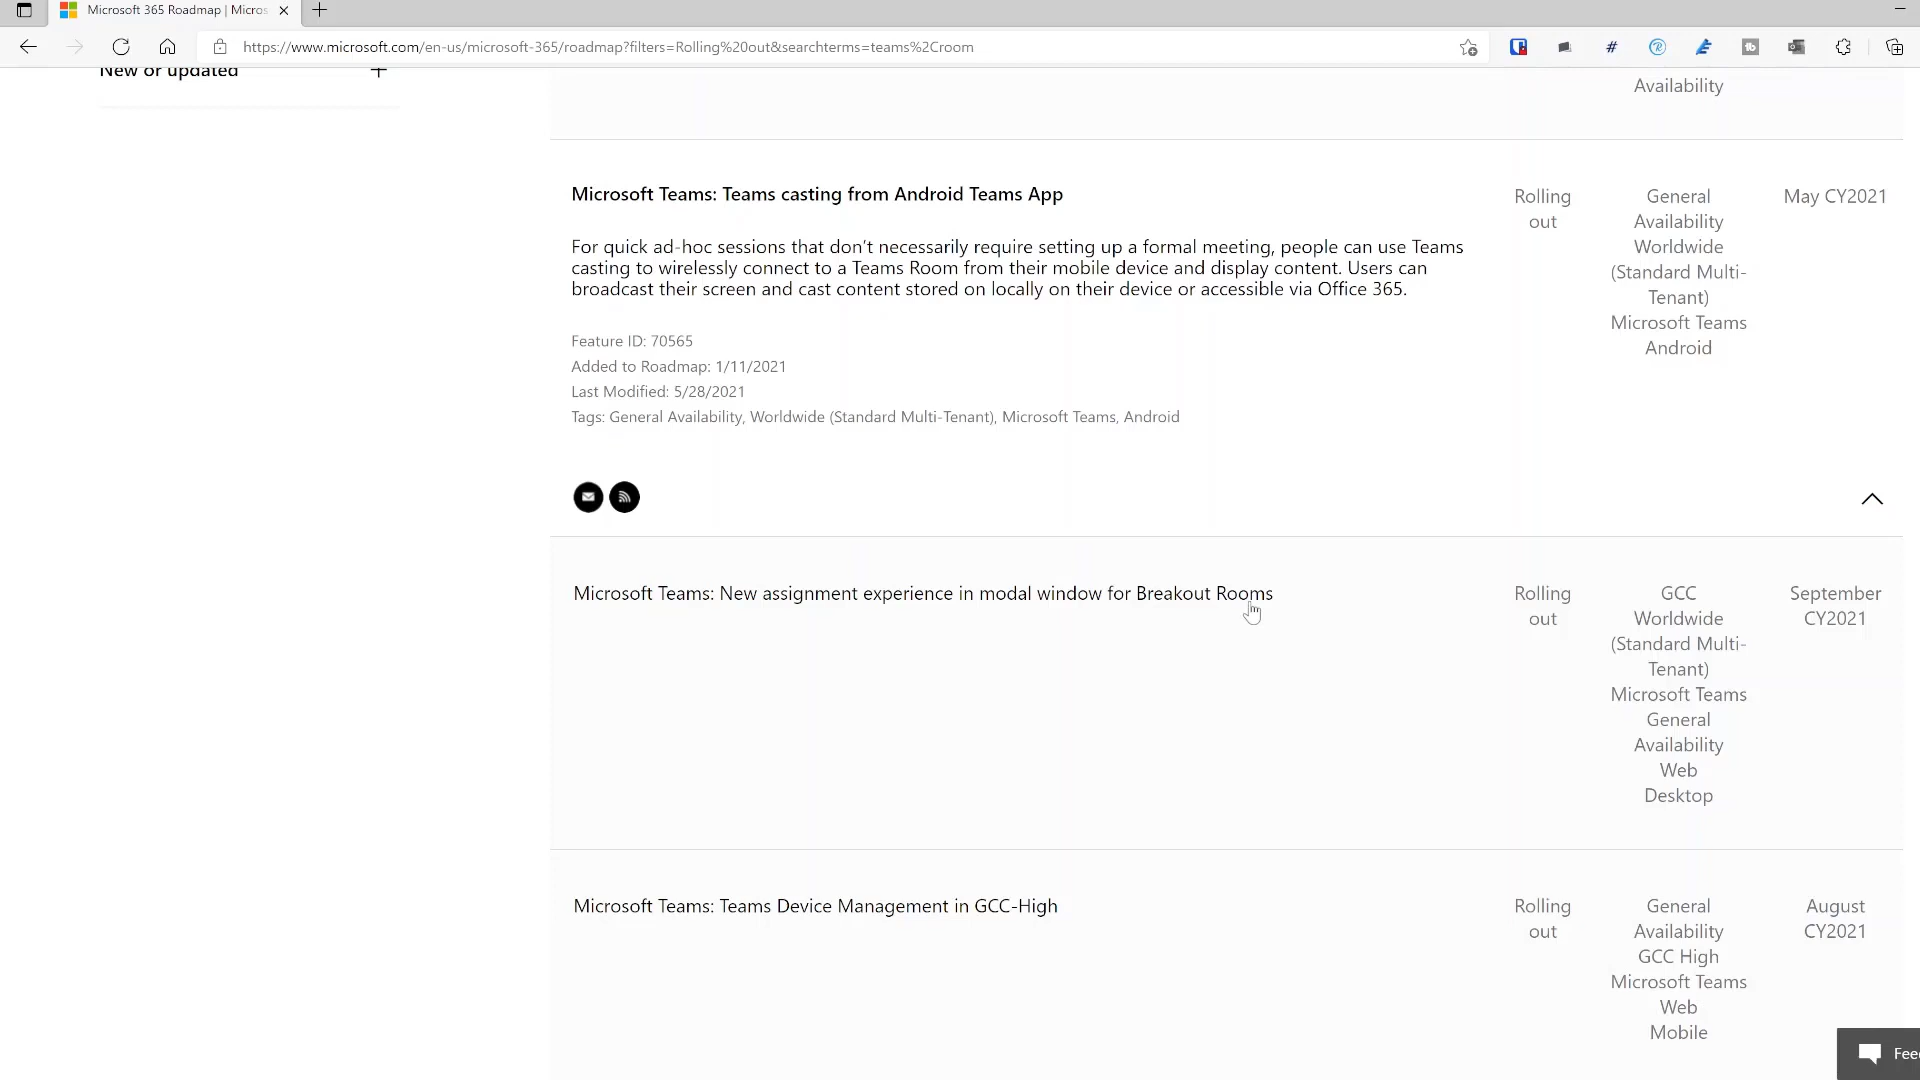 Microsoft 365 Roadmap | Micros
https://www.microsoft.com/en-us/microsoft-365/roadmap?filters=Rolling%20out&searchterms=teams%2Croom
New or updated
Availability
Microsoft Teams: Teams casting from Android Teams App
Rolling
out
General
Availability
Worldwide
(Standard Multi-
Tenant)
Microsoft Teams
Android
May CY2021
For quick ad-hoc sessions that don't necessarily require setting up a formal meeting, people can use Teams
casting to wirelessly connect to a Teams Room from their mobile device and display content. Users can
broadcast their screen and cast content stored on locally on their device or accessible via Office 365.
Feature ID: 70565
Added to Roadmap: 1/11/2021
Last Modified: 5/28/2021
Tags: General Availability, Worldwide (Standard Multi-Tenant), Microsoft Teams, Android
Microsoft Teams: New assignment experience in modal window for Breakout Rooms
Rolling
out
GCC
Worldwide
(Standard Multi-
Tenant)
Microsoft Teams
General
Availability
Web
Desktop
September
CY2021
Microsoft Teams: Teams Device Management in GCC-High
Rolling
out
General
Availability
GCC High
Microsoft Teams
Web
Mobile
August
CY2021
Fee